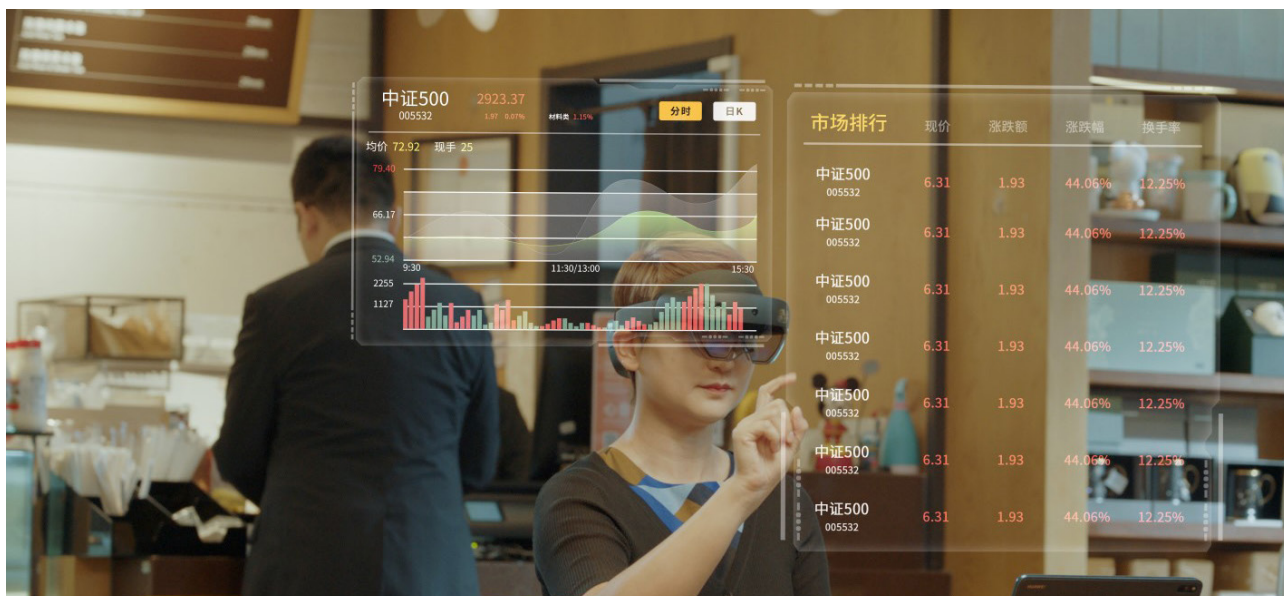 中证500
2923.37
005532
1.97 0.07%
材料类 1.15%
分时
日K
均价 72.92 现手 25
79.40
66.17
52.94
9:30
11:30/13:00
15:30
2255
1127
市场排行 现价 涨跌额 涨跌幅 换手率
中证500
005532
6.31 1.93 44.06% 12.25%
中证500
005532
6.31 1.93 44.06% 12.25%
中证500
005532
6.31 1.93 44.06% 12.25%
中证500
005532
6.31 1.93 44.06% 12.25%
中证500
005532
6.31 1.93 44.06% 12.25%
中证500
005532
6.31 1.93 44.06% 12.25%
中证500
005532
6.31 1.93 44.06% 12.25%